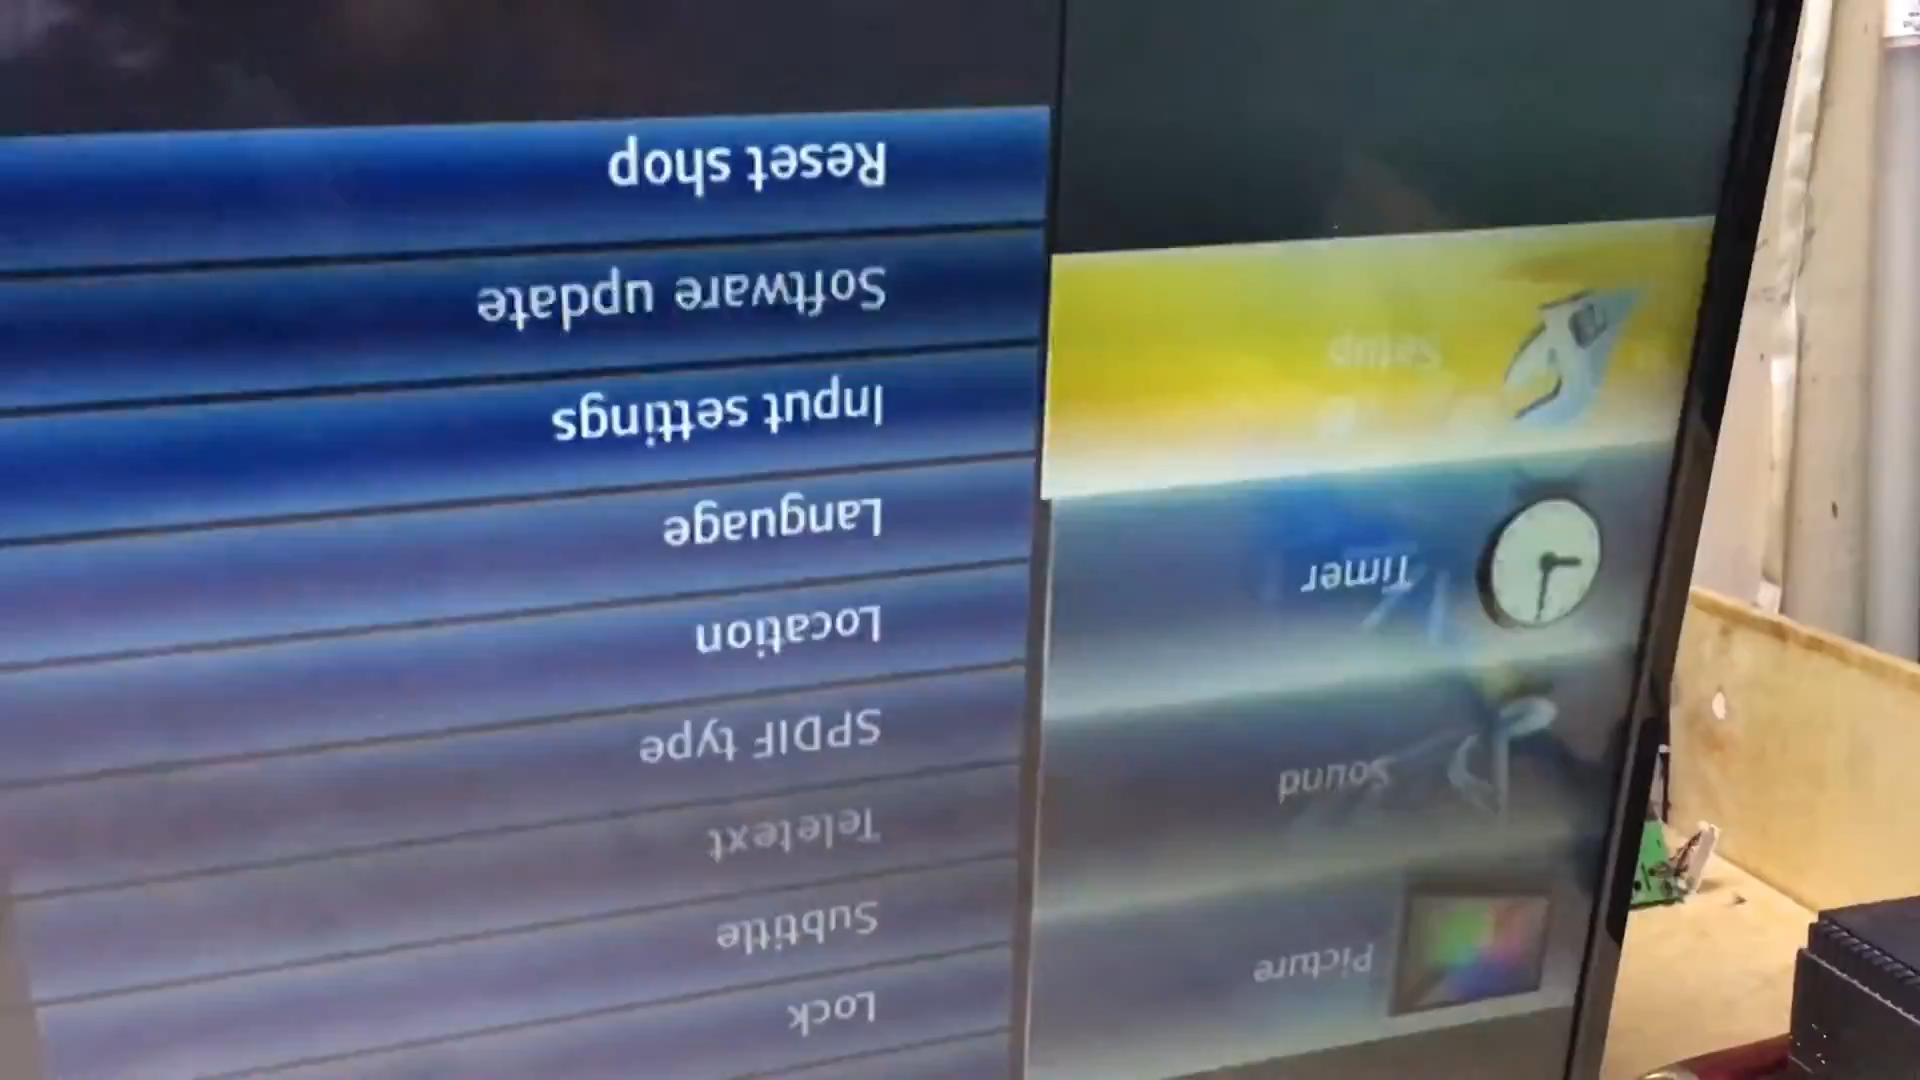 Picture
Sound
Timer
Setup
Lock
Subtitle
Teletext
SPDIF type
Location
Language
Input settings
Software update
Reset shop